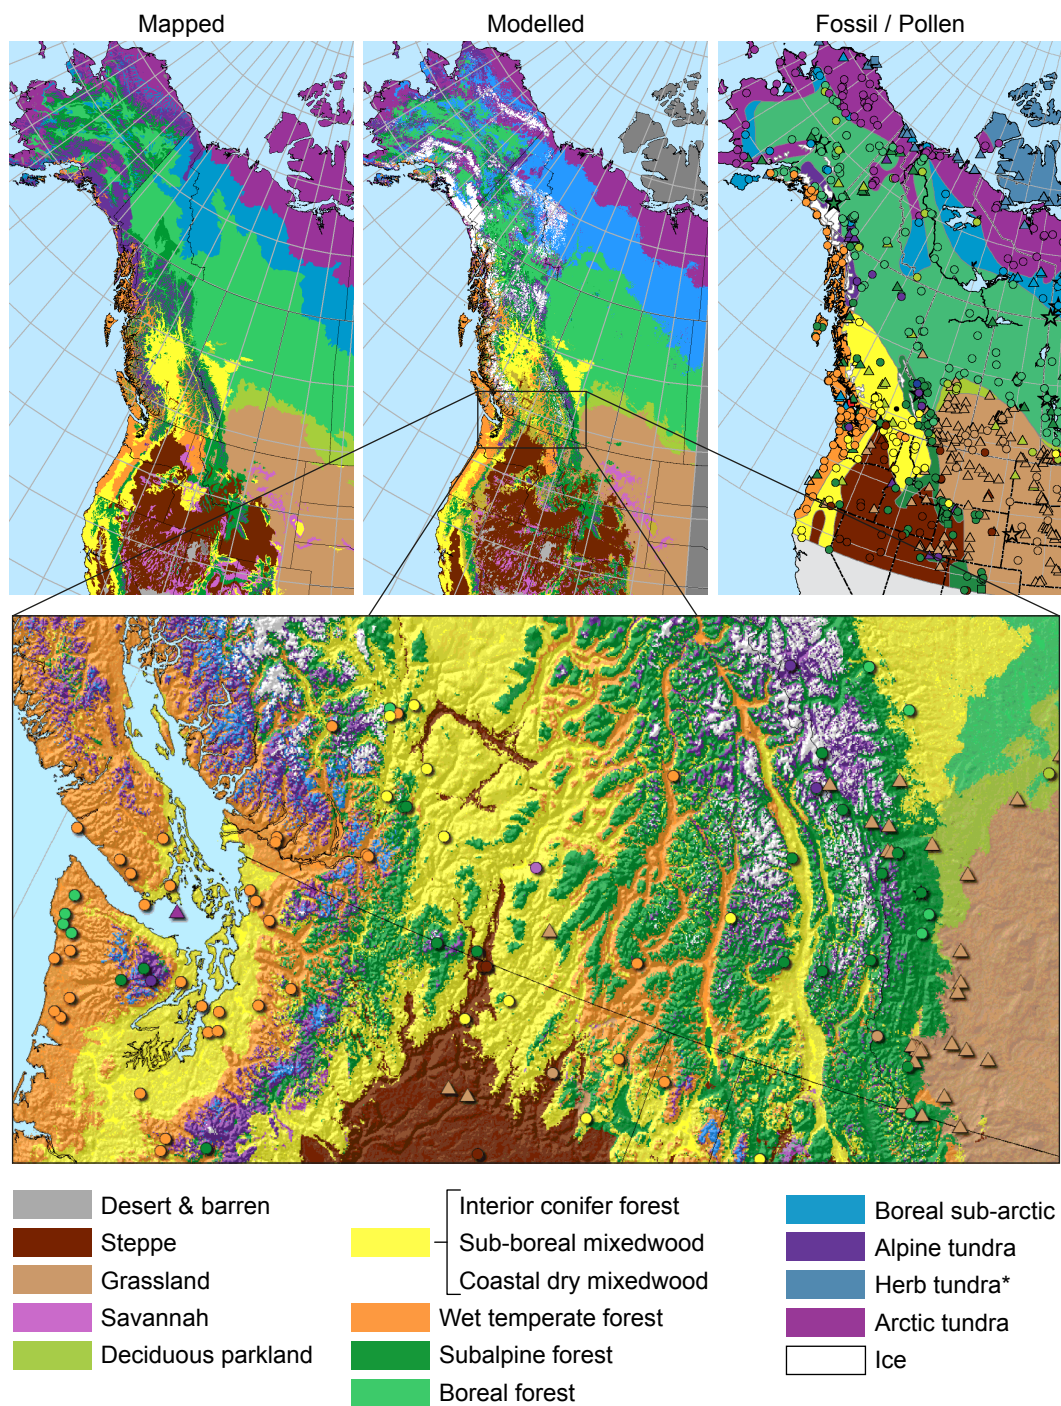 Mapped
Modelled
Fossil / Pollen
Desert & barren
Steppe
Grassland
Savannah
Deciduous parkland
Interior conifer forest
Sub-boreal mixedwood
Coastal dry mixedwood
Wet temperate forest
Subalpine forest
Boreal forest
Boreal sub-arctic
Alpine tundra
Herb tundra*
Arctic tundra
Ice